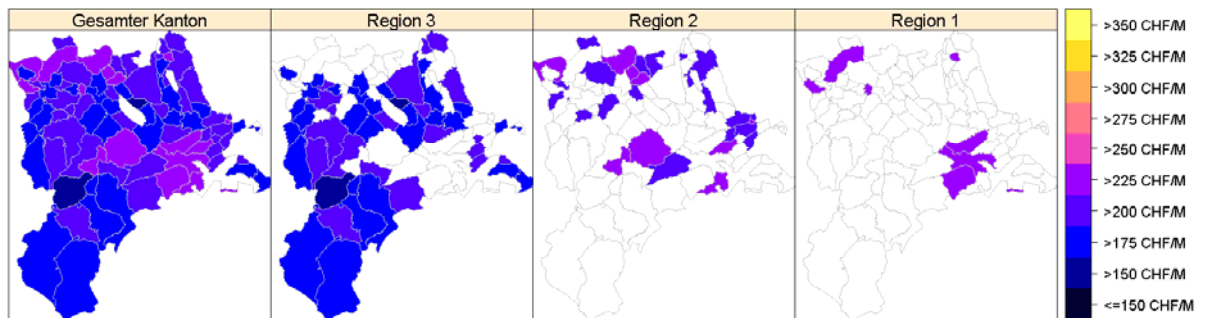 Gesamter Kanton
Region 3
Region 2
Region 1
>350 CHF/M
>325 CHF/M
>300 CHF/M
>275 CHF/M
>250 CHF/M
>225 CHF/M
>200 CHF/M
>175 CHF/M
>150 CHF/M
<=150 CHF/M